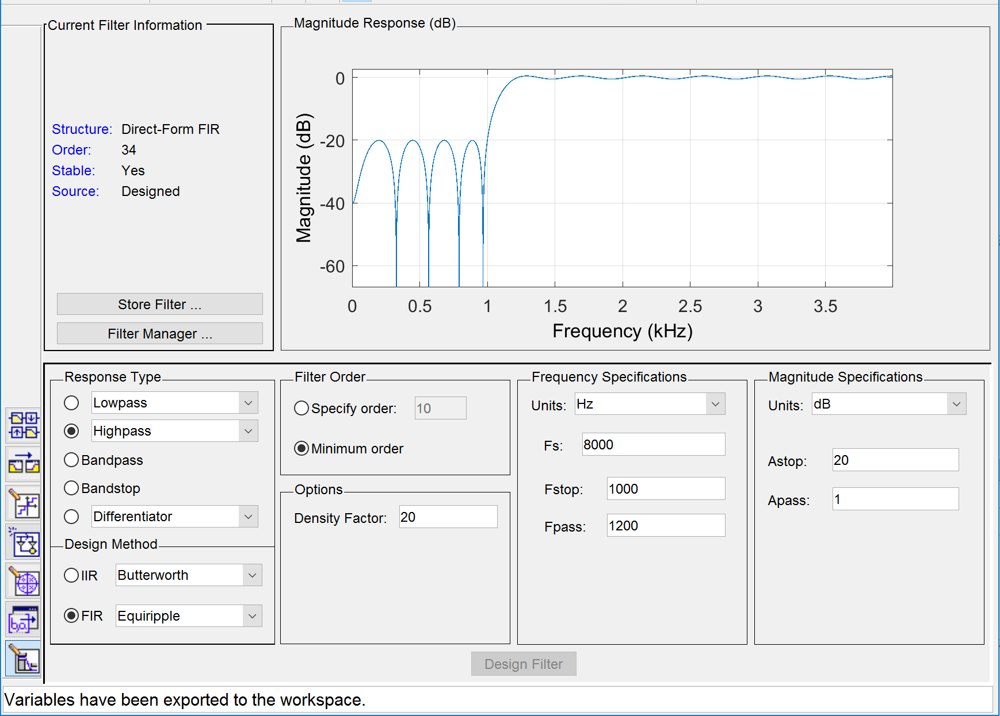 Current Filter Information
Structure: Direct-Form FIR
Order: 34
Stable: Yes
Source: Designed
Store Filter ...
Filter Manager ...
Magnitude Response (dB)
0
-20
-40
-60
Magnitude (dB)
0 0.5 1 1.5 2 2.5 3 3.5
Frequency (kHz)
Response Type
Lowpass
Highpass
Bandpass
Bandstop
Differentiator
Design Method
IIR Butterworth
FIR Equiripple
Filter Order
Specify order: 10
Minimum order
Options
Density Factor: 20
Frequency Specifications
Units: Hz
Fs: 8000
Fstop: 1000
Fpass: 1200
Magnitude Specifications
Units: dB
Astop: 20
Apass: 1
Design Filter
Variables have been exported to the workspace.